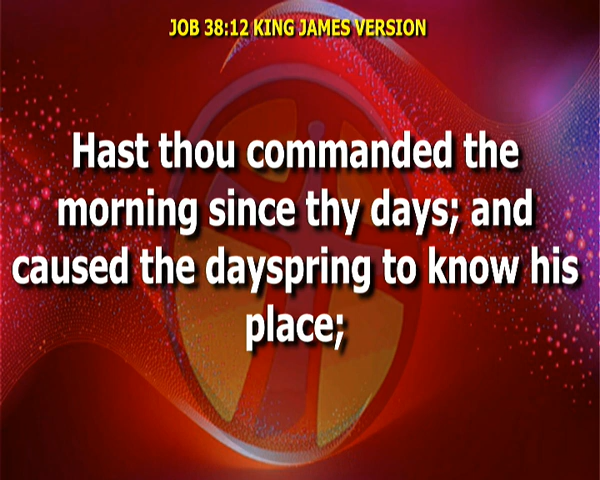 JOB 38:12 KING JAMES VERSION
Hast thou commanded the
morning since thy days; and
caused the dayspring to know his
place;